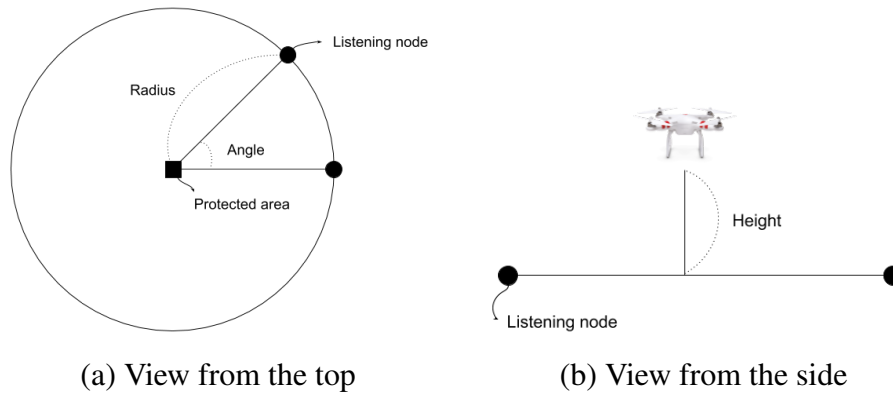 Listening node
Radius
Angle
Protected area
Height
Listening node
(a) View from the top
(b) View from the side